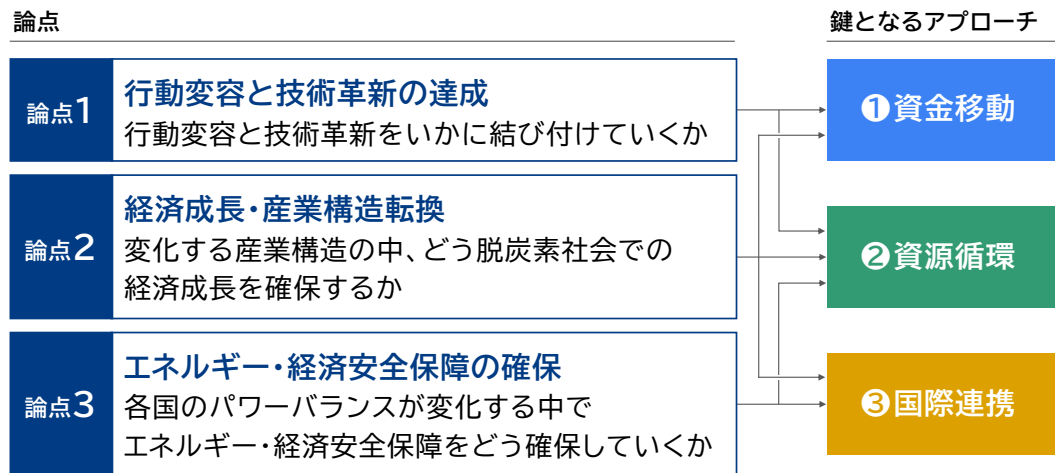 論点
鍵となるアプローチ
論点1
行動変容と技術革新の達成
行動変容と技術革新をいかに結び付けていくか
❶資金移動
論点2
経済成長・産業構造転換
変化する産業構造の中、どう脱炭素社会での
経済成長を確保するか
❷資源循環
論点3
エネルギー・経済安全保障の確保
各国のパワーバランスが変化する中で
エネルギー・経済安全保障をどう確保していくか
❸国際連携